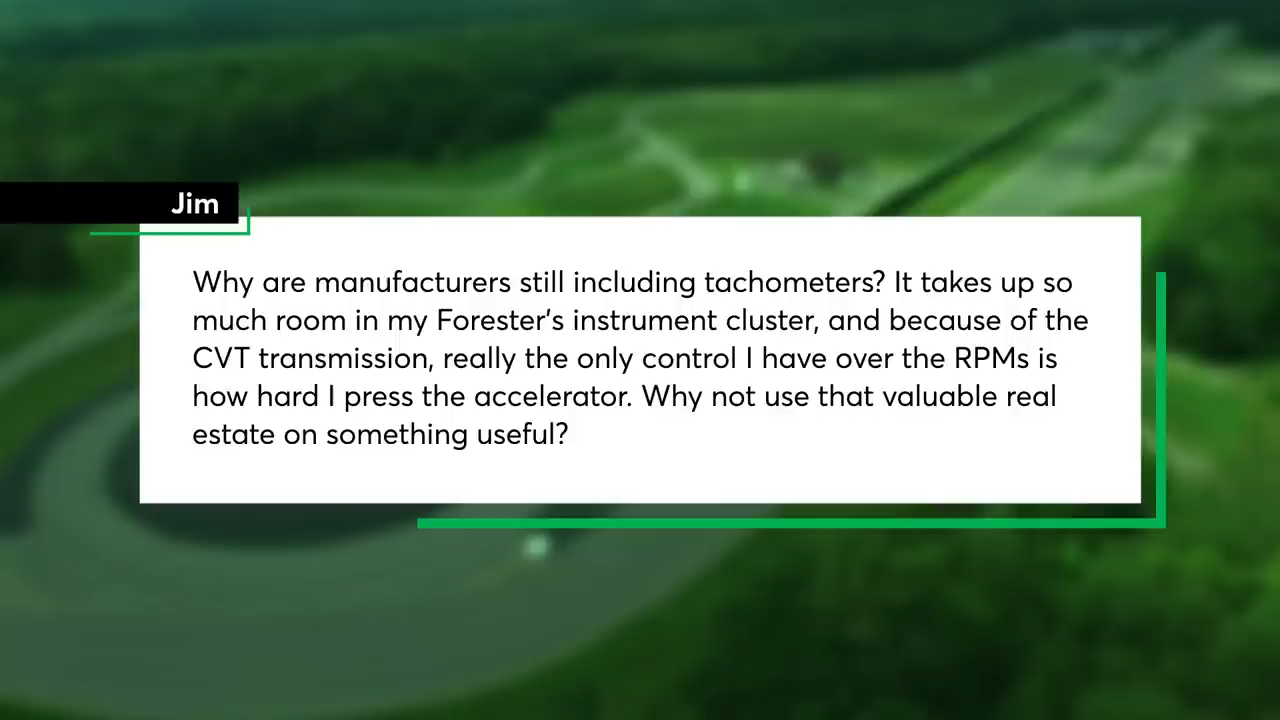 Jim
Why are manufacturers still including tachometers? It takes up so
much room in my Forester's instrument cluster, and because of the
CVT transmission, really the only control I have over the RPMs is
how hard I press the accelerator. Why not use that valuable real
estate on something useful?